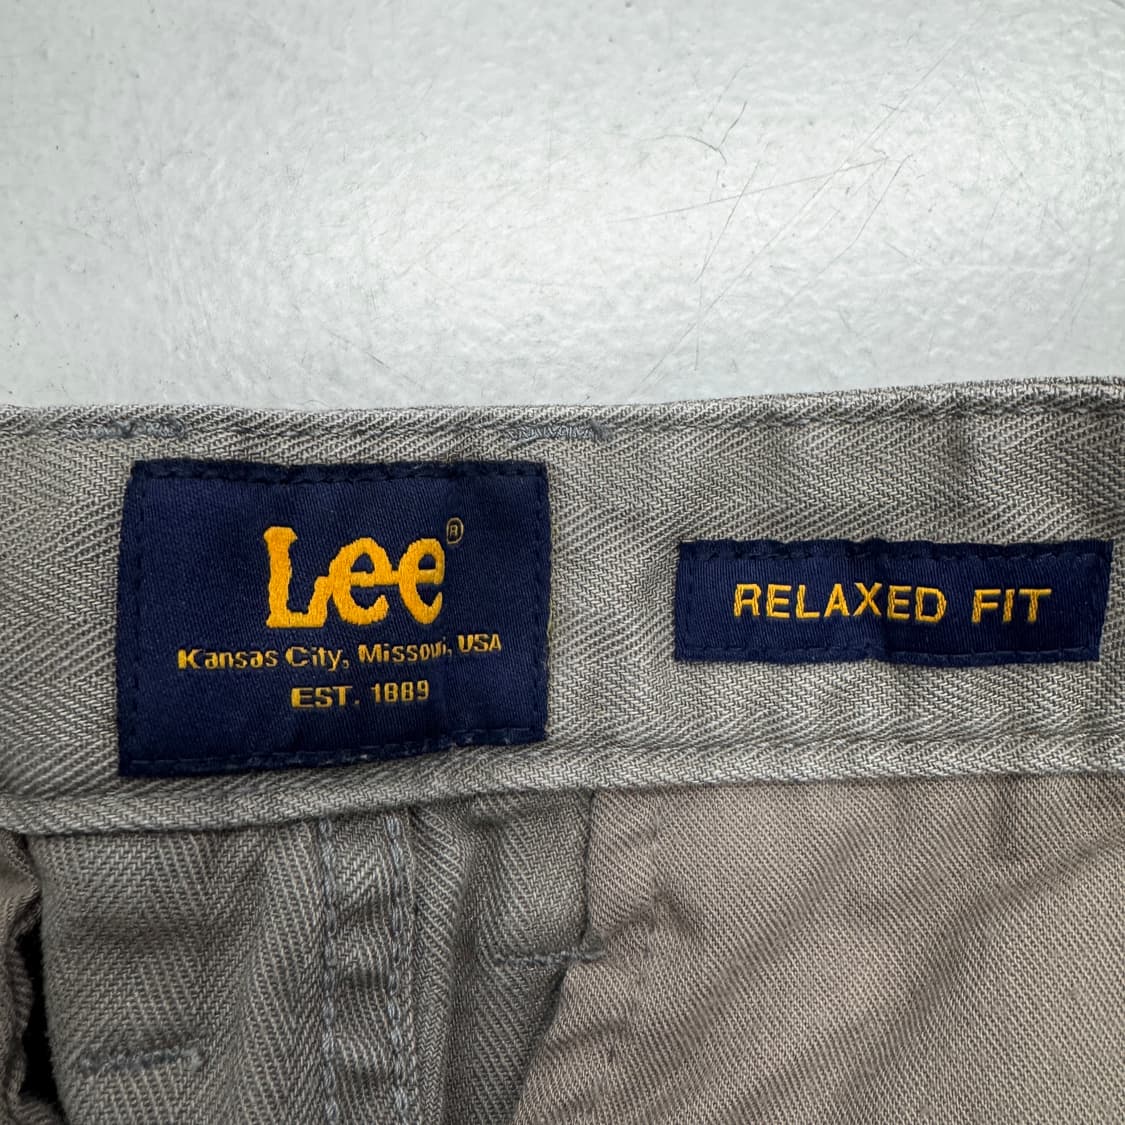 Lee®
Kansas City, Missouri, USA
EST. 1889
RELAXED FIT